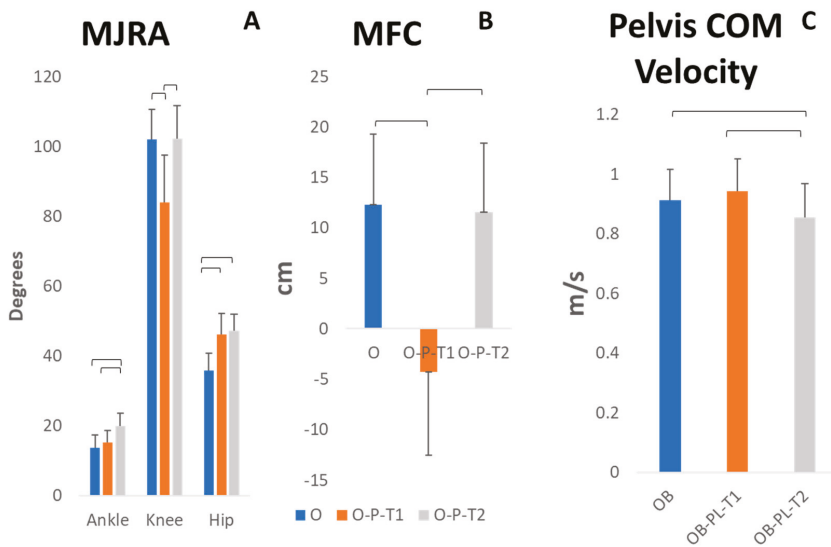 MJRA
A
120
100
80
60
40
20
0
Degrees
Ankle Knee Hip
MFC
B
25
20
15
10
5
0
-5
-10
-15
cm
O O-P-T1 O-P-T2
O O-P-T1 O-P-T2
Pelvis COM
Velocity
C
1.2
1
0.8
0.6
0.4
0.2
0
m/s
OB OB-PL-T1 OB-PL-T2